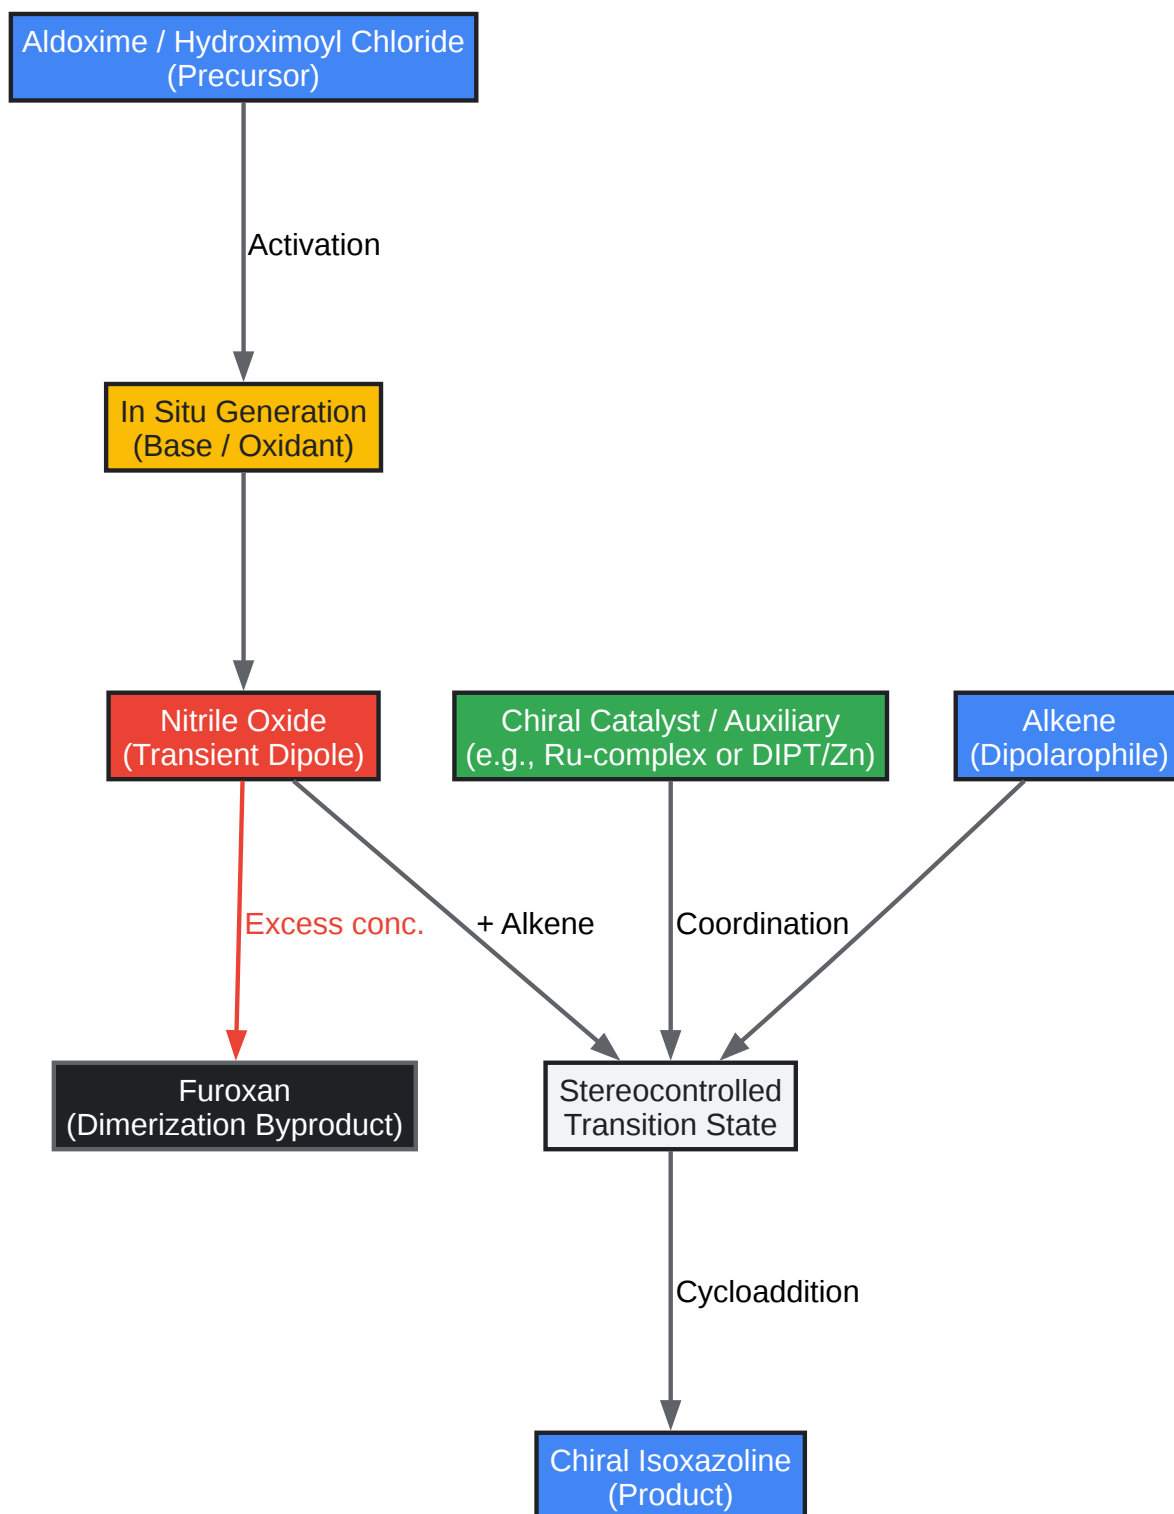 Aldoxime / Hydroximoyl Chloride
(Precursor)
Activation
In Situ Generation
(Base / Oxidant)
Nitrile Oxide
(Transient Dipole)
Chiral Catalyst / Auxiliary
(e.g., Ru-complex or DIPT/Zn)
Alkene
(Dipolarophile)
Excess conc.
+ Alkene
Coordination
Furoxan
(Dimerization Byproduct)
Stereocontrolled
Transition State
Cycloaddition
Chiral Isoxazoline
(Product)